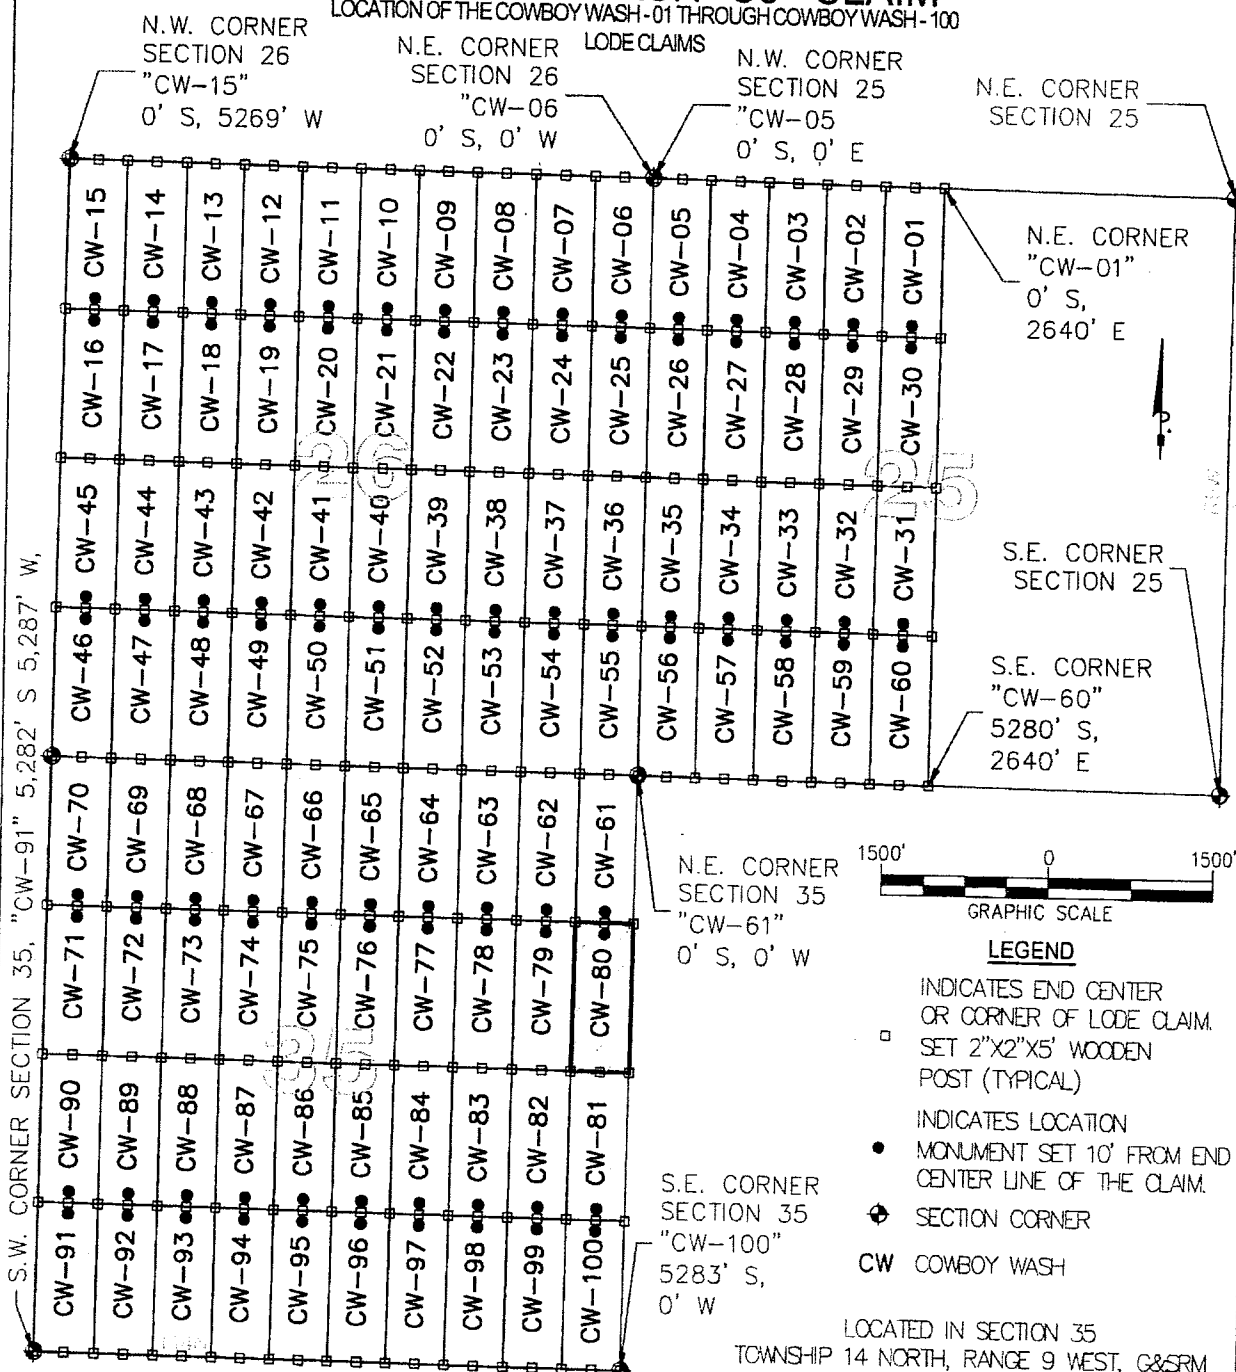 LOCATION OF THE COWBOY WASH-01 THROUGH COWBOY WASH-100
LODE CLAIMS
N.W. CORNER
SECTION 26
"CW-15"
0' S, 5269' W
N.E. CORNER
SECTION 26
"CW-06
0' S, 0' W
N.W. CORNER
SECTION 25
"CW-05
0' S, 0' E
N.E. CORNER
SECTION 25
CW-15 CW-14 CW-13 CW-12 CW-11 CW-10 CW-09 CW-08 CW-07 CW-06 CW-05 CW-04 CW-03 CW-02 CW-01
N.E. CORNER
"CW-01"
0' S,
2640' E
CW-16 CW-17 CW-18 CW-19 CW-20 CW-21 CW-22 CW-23 CW-24 CW-25 CW-26 CW-27 CW-28 CW-29 CW-30
26
25
CW-45 CW-44 CW-43 CW-42 CW-41 CW-40 CW-39 CW-38 CW-37 CW-36 CW-35 CW-34 CW-33 CW-32 CW-31
S.E. CORNER
SECTION 25
CW-46 CW-47 CW-48 CW-49 CW-50 CW-51 CW-52 CW-53 CW-54 CW-55 CW-56 CW-57 CW-58 CW-59 CW-60
S.E. CORNER
"CW-60"
5280' S,
2640' E
CW-70 CW-69 CW-68 CW-67 CW-66 CW-65 CW-64 CW-63 CW-62 CW-61
N.E. CORNER
SECTION 35
"CW-61"
0' S, 0' W
CW-71 CW-72 CW-73 CW-74 CW-75 CW-76 CW-77 CW-78 CW-79 CW-80
35
CW-90 CW-89 CW-88 CW-87 CW-86 CW-85 CW-84 CW-83 CW-82 CW-81
CW-91 CW-92 CW-93 CW-94 CW-95 CW-96 CW-97 CW-98 CW-99 CW-100
S.E. CORNER
SECTION 35
"CW-100"
5283' S,
0' W
S.W. CORNER SECTION 35, "CW-91" 5,282' S 5,287' W,
1500' 0 1500'
GRAPHIC SCALE
LEGEND
INDICATES END CENTER
OR CORNER OF LODE CLAIM.
SET 2"X2"X5' WOODEN
POST (TYPICAL)
INDICATES LOCATION
MONUMENT SET 10' FROM END
CENTER LINE OF THE CLAIM.
SECTION CORNER
CW COWBOY WASH
LOCATED IN SECTION 35
TOWNSHIP 14 NORTH, RANGE 9 WEST, G&SRM